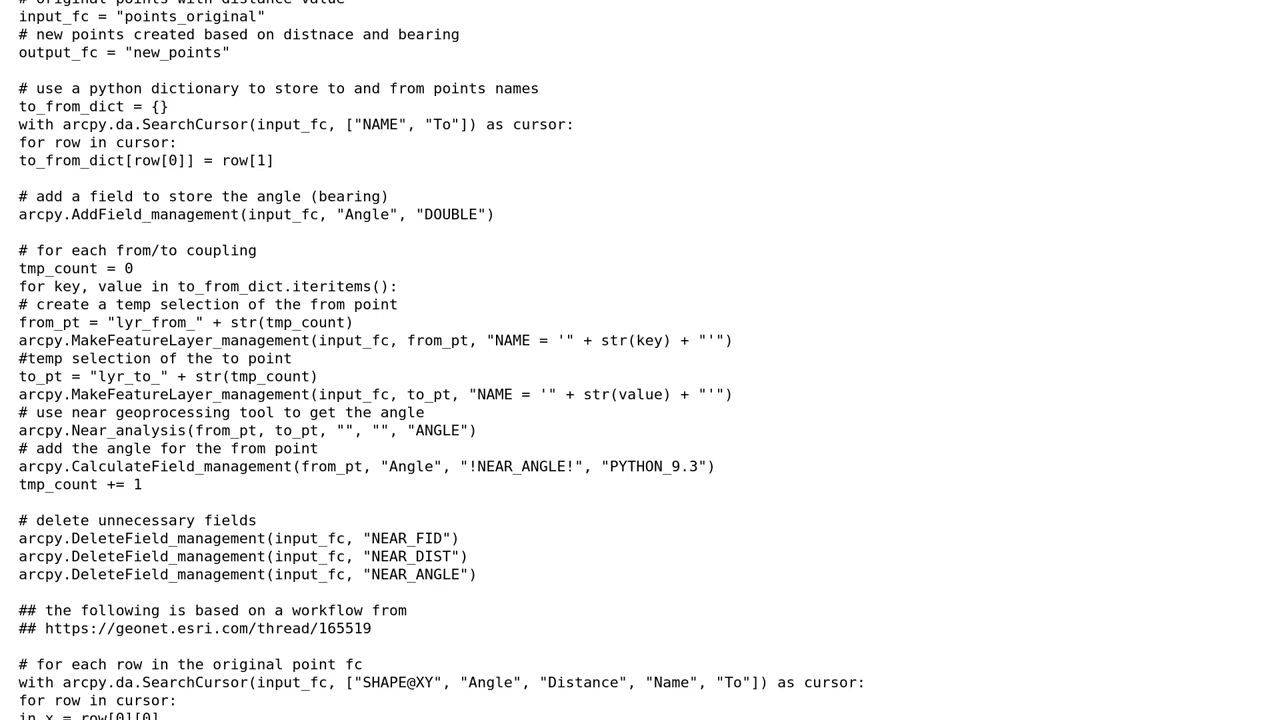 # original points with distance value
input_fc = "points_original"
# new points created based on distnace and bearing
output_fc = "new_points"
# use a python dictionary to store to and from points names
to_from_dict = {}
with arcpy.da.SearchCursor(input_fc, ["NAME", "To"]) as cursor:
for row in cursor:
to_from_dict[row[0]] = row[1]
# add a field to store the angle (bearing)
arcpy.AddField_management(input_fc, "Angle", "DOUBLE")
# for each from/to coupling
tmp_count = 0
for key, value in to_from_dict.iteritems():
# create a temp selection of the from point
from_pt = "lyr_from_" + str(tmp_count)
arcpy.MakeFeatureLayer_management(input_fc, from_pt, "NAME = '" + str(key) + "'")
#temp selection of the to point
to_pt = "lyr_to_" + str(tmp_count)
arcpy.MakeFeatureLayer_management(input_fc, to_pt, "NAME = '" + str(value) + "'")
# use near geoprocessing tool to get the angle
arcpy.Near_analysis(from_pt, to_pt, "", "", "ANGLE")
# add the angle for the from point
arcpy.CalculateField_management(from_pt, "Angle", "!NEAR_ANGLE!", "PYTHON_9.3")
tmp_count += 1
# delete unnecessary fields
arcpy.DeleteField_management(input_fc, "NEAR_FID")
arcpy.DeleteField_management(input_fc, "NEAR_DIST")
arcpy.DeleteField_management(input_fc, "NEAR_ANGLE")
## the following is based on a workflow from
## https://geonet.esri.com/thread/165519
# for each row in the original point fc
with arcpy.da.SearchCursor(input_fc, ["SHAPE@XY", "Angle", "Distance", "Name", "To"]) as cursor:
for row in cursor:
in_x = row[0][0]